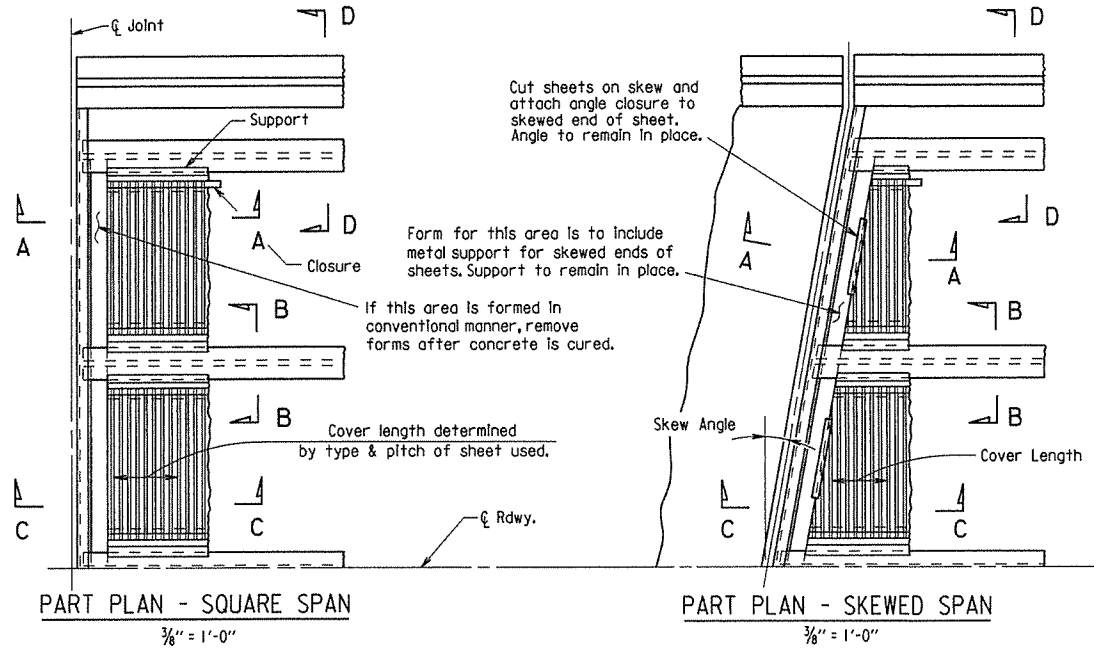 ℄ Joint
D
Support
A
A
D
Closure
If this area is formed in
conventional manner, remove
forms after concrete is cured.
B
B
Cover length determined
by type & pitch of sheet used.
C
C
℄ Rdwy.
PART PLAN - SQUARE SPAN
3/8" = 1'-0"
D
Cut sheets on skew and
attach angle closure to
skewed end of sheet.
Angle to remain in place.
D
A
A
Form for this area is to include
metal support for skewed ends of
sheets. Support to remain in place.
B
B
Skew Angle
Cover Length
C
C
PART PLAN - SKEWED SPAN
3/8" = 1'-0"